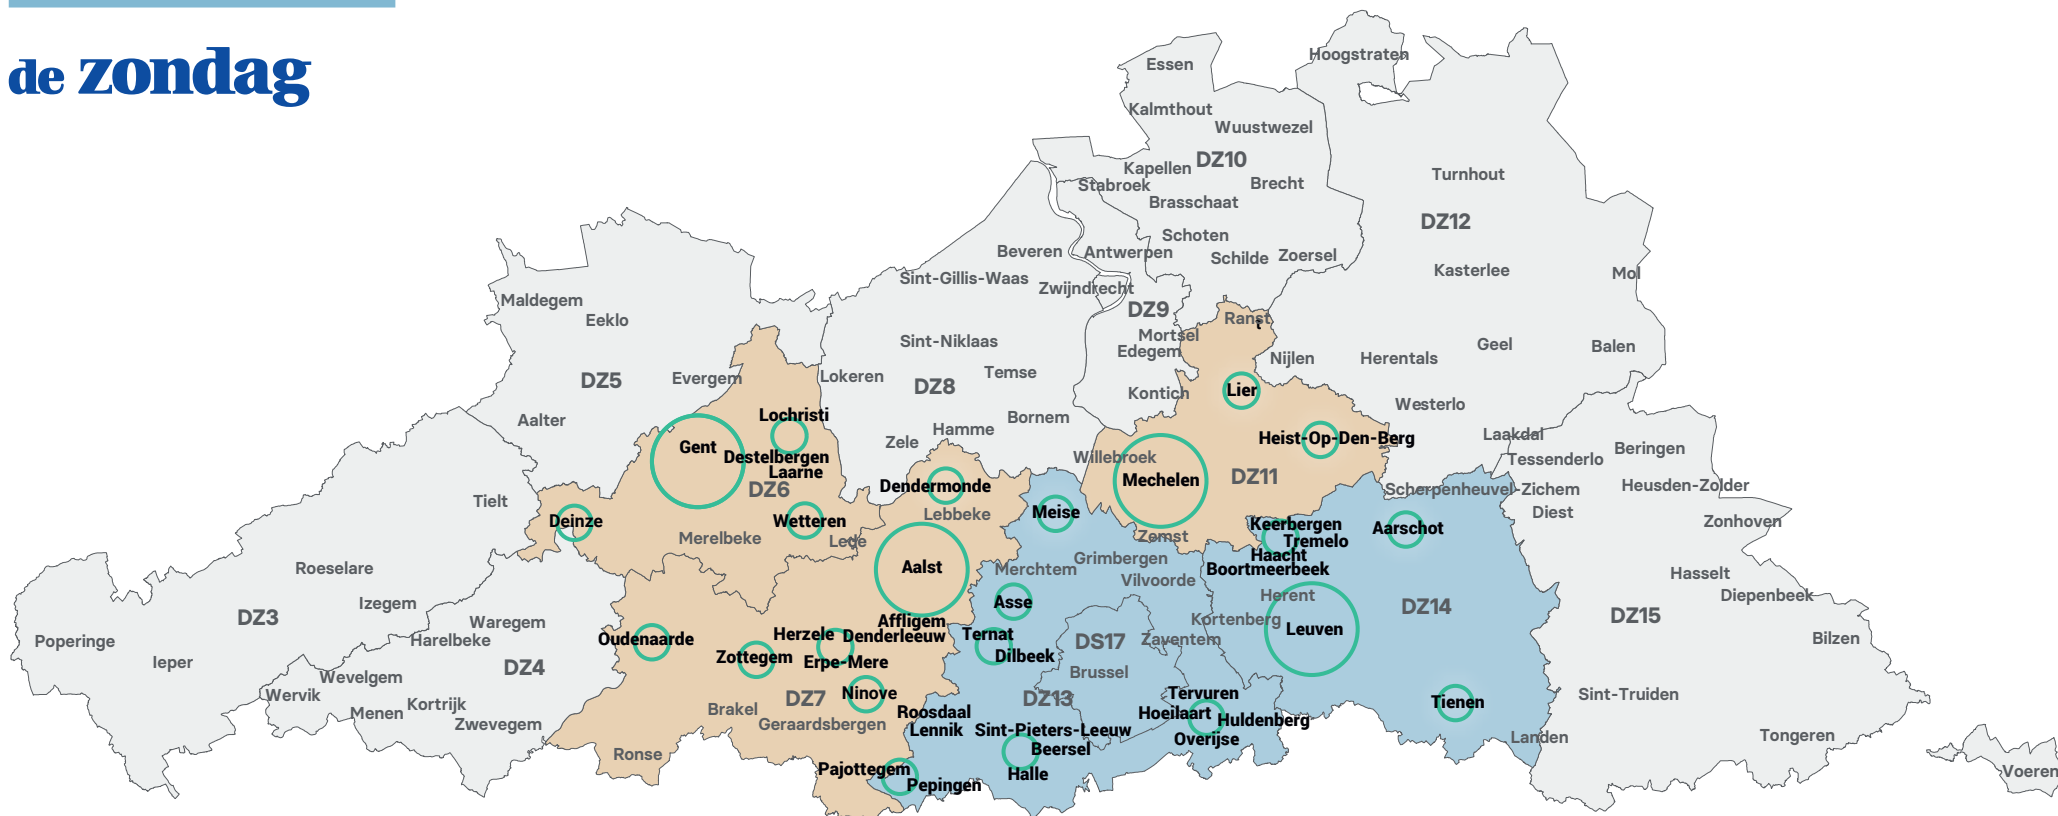 de zondag
Essen
Hoogstraten
Kalmthout
Wuustwezel
DZ10
Kapellen
Stabroek
Brecht
Brasschaat
Turnhout
DZ12
Schoten
Beveren
Antwerpen
Schilde
Zoersel
Kasterlee
Mol
Sint-Gillis-Waas
Zwijndrecht
Maldegem
Eeklo
DZ9
Ranst
t
Mortsel
Edegem
Sint-Niklaas
Nijlen
Herentals
Geel
Balen
DZ5
Evergem
Lokeren
DZ8
Temse
Kontich
Lier
Westerlo
Aalter
Lochristi
Bornem
Hamme
Zele
Laakdal
Gent
Destelbergen
Laarne
DZ6
Willebroek
Heist-Op-Den-Berg
Mechelen
DZ11
Tessenderlo
Beringen
Heusden-Zolder
Dendermonde
Lebbeke
Scherpenheuvel-Zichem
Diest
Zonhoven
Tielt
Deinze
Wetteren
Meise
Merelbeke
Lede
Zemst
Keerbergen
Tremelo
Haacht
Boortmeerbeek
Aarschot
Aalst
Merchtem
Grimbergen
Vilvoorde
Roeselare
Izegem
Hasselt
Diepenbeek
Herent
DZ14
DZ15
DZ3
Waregem
Harelbeke
Asse
Kortenberg
Leuven
Affligem
Denderleeuw
Herzele
Erpe-Mere
Poperinge
Ieper
Oudenaarde
Zottegem
Ternat
Dilbeek
DS17
Zaventem
Brussel
Bilzen
Wevelgem
Wervik
Menen
Kortrijk
Zwevegem
DZ4
DZ7
Ninove
Brakel
Geraardsbergen
DZ13
Roosdaal
Lennik
Sint-Pieters-Leeuw
Beersel
Halle
Tervuren
Hoeilaart
Huldenberg
Overijse
Tienen
Sint-Truiden
Landen
Tongeren
Ronse
Pajottegem
Pepingen
Voeren